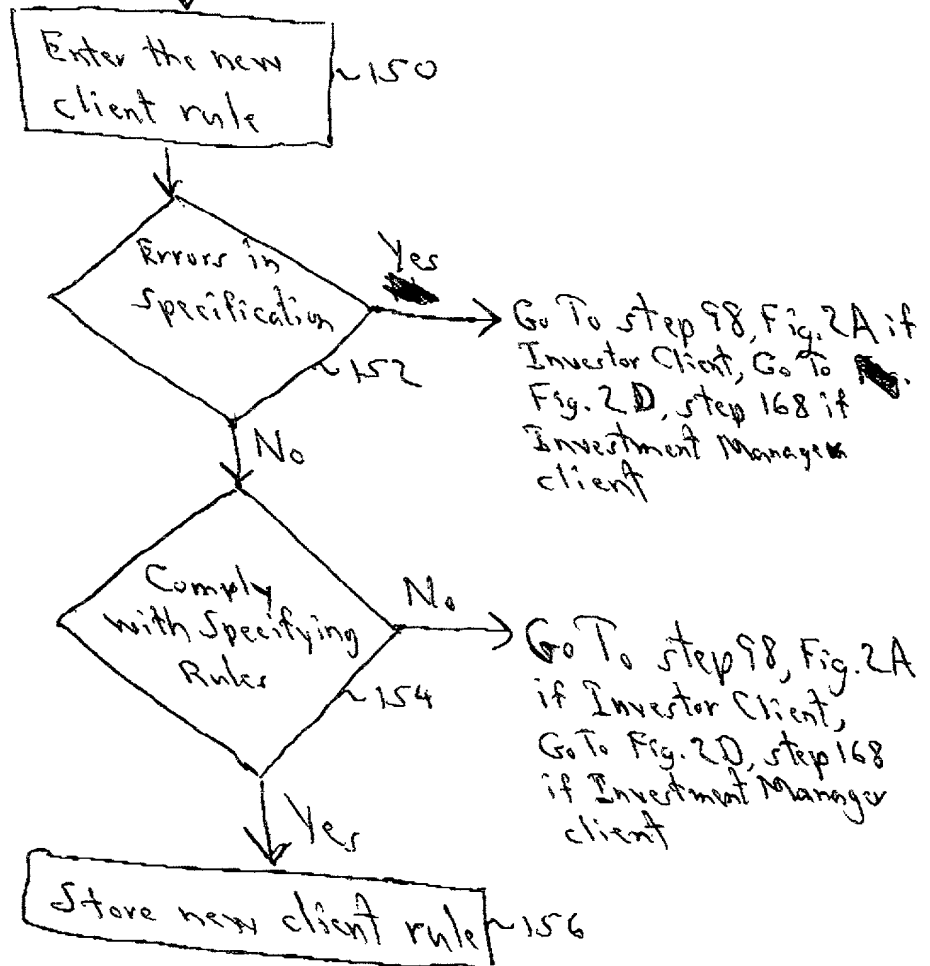 Enter the new
client rule
~150
Errors in
Specification
~152
Yes
Go To step 98, Fig. 2A if
Investor Client, Go To
Fig. 2D, step 168 if
Investment Manager
client
No
Comply
with Specifying
Rules
~154
No
Go To step 98, Fig. 2A
if Investor Client,
Go To Fig. 2D, step 168
if Investment Manager
client
Yes
Store new client rule
~156